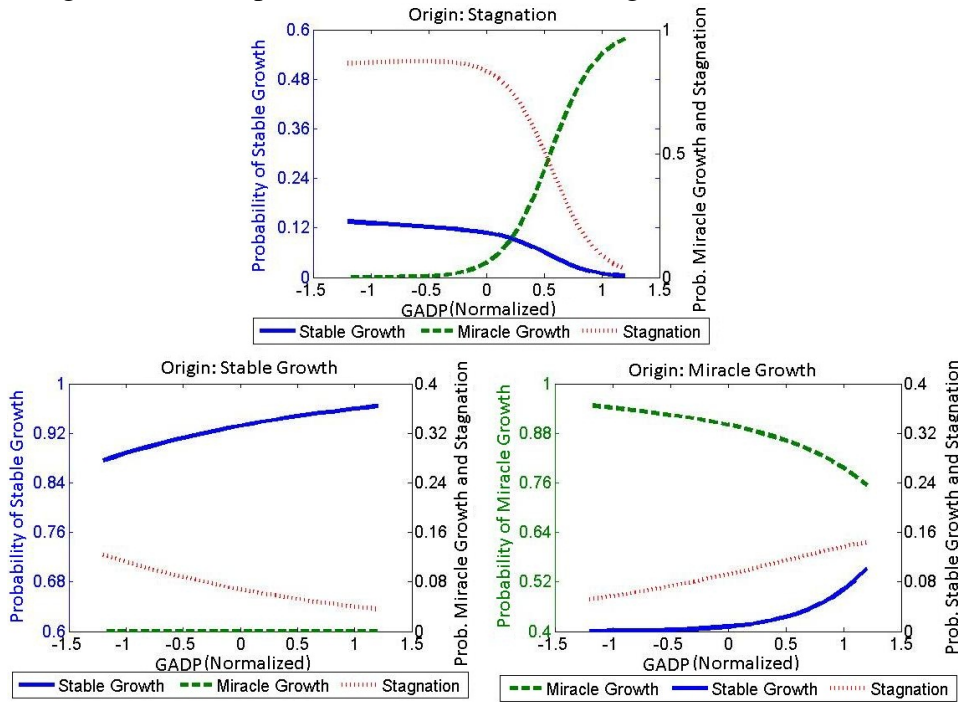 Origin: Stagnation
Probability of Stable Growth
0.6
0.48
0.36
0.24
0.12
0
1
0.5
0
Prob. Miracle Growth and Stagnation
-1.5 -1 -0.5 0 0.5 1 1.5
GADP(Normalized)
Stable Growth Miracle Growth Stagnation
Origin: Stable Growth
Probability of Stable Growth
1
0.92
0.84
0.76
0.68
0.6
0.4
0.32
0.24
0.16
0.08
0
Prob. Miracle Growth and Stagnation
-1.5 -1 -0.5 0 0.5 1 1.5
GADP(Normalized)
Stable Growth Miracle Growth Stagnation
Origin: Miracle Growth
Probability of Miracle Growth
1
0.88
0.76
0.64
0.52
0.4
0.4
0.32
0.24
0.16
0.08
0
Prob. Stable Growth and Stagnation
-1.5 -1 -0.5 0 0.5 1 1.5
GADP(Normalized)
Miracle Growth Stable Growth Stagnation